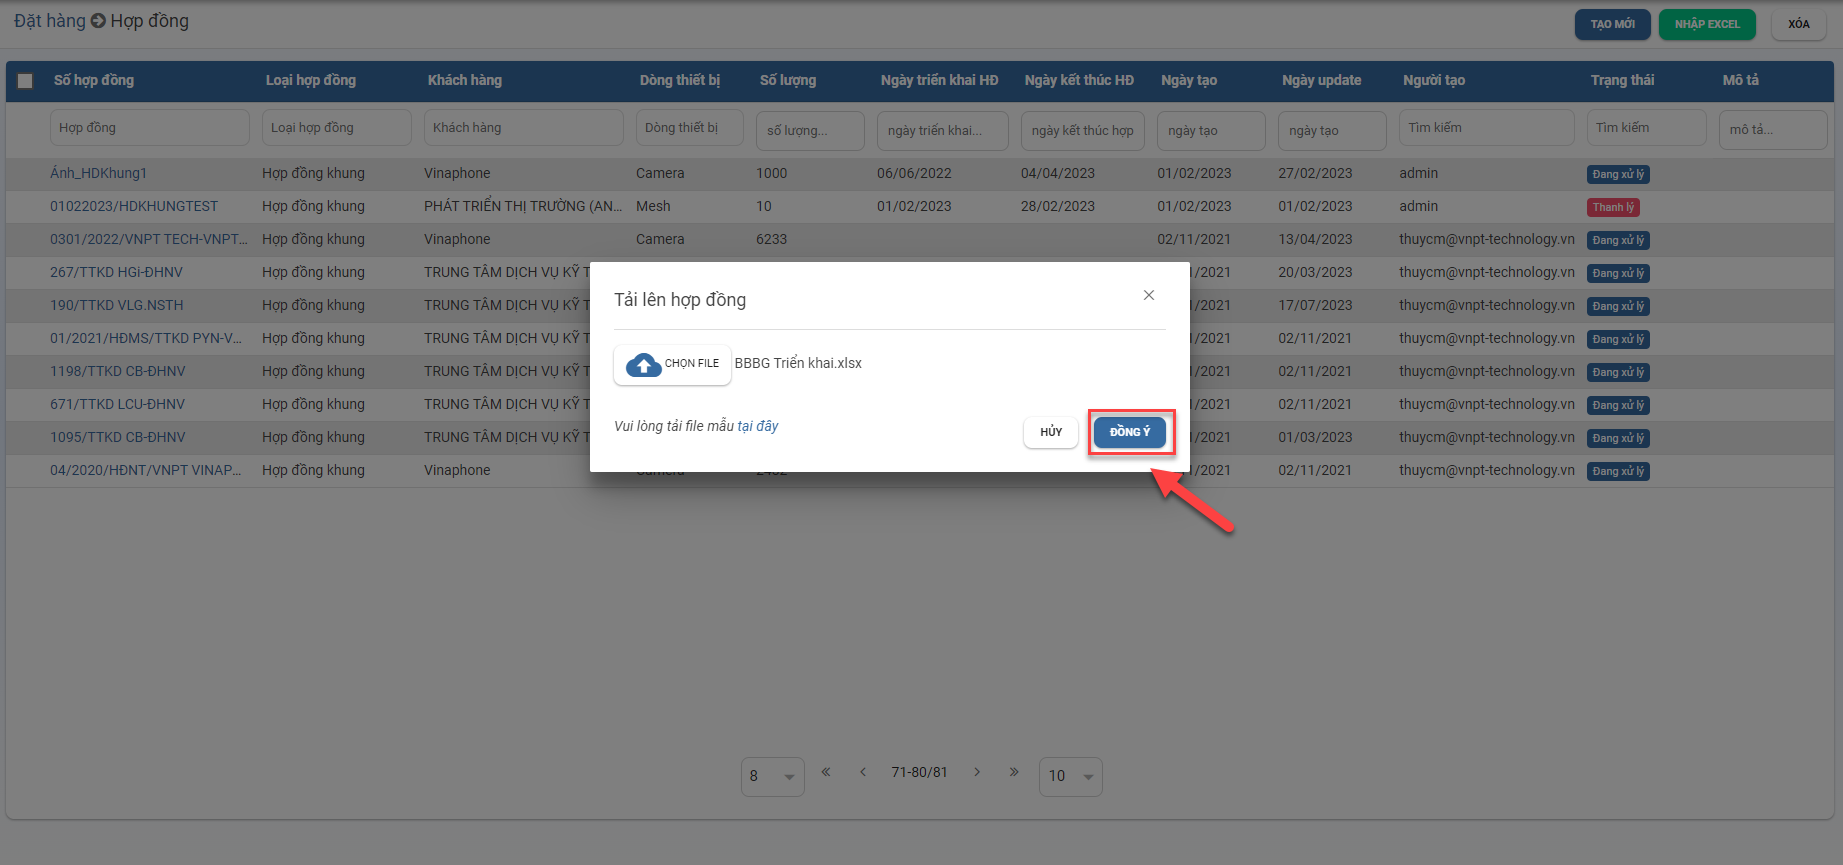 Đặt hàng Hợp đồng
TẠO MỚI NHẬP EXCEL XÓA
Số hợp đồng Loại hợp đồng Khách hàng Dòng thiết bị Số lượng Ngày triển khai HĐ Ngày kết thúc HĐ Ngày tạo Ngày update Người tạo Trạng thái Mô tả
Hợp đồng Loại hợp đồng Khách hàng Dòng thiết bị số lượng... ngày triển khai... ngày kết thúc hợp ngày tạo ngày tạo Tìm kiếm Tìm kiếm mô tả...
Ánh_HDKhung1 Hợp đồng khung Vinaphone Camera 1000 06/06/2022 04/04/2023 01/02/2023 27/02/2023 admin Đang xử lý
01022023/HDKHUNGTEST Hợp đồng khung PHÁT TRIỂN THỊ TRƯỜNG (AN... Mesh 10 01/02/2023 28/02/2023 01/02/2023 01/02/2023 admin Thanh lý
0301/2022/VNPT TECH-VNPT... Hợp đồng khung Vinaphone Camera 6233 02/11/2021 13/04/2023 thuycm@vnpt-technology.vn Đang xử lý
267/TTKD HGi-ĐHNV Hợp đồng khung TRUNG TÂM DỊCH VỤ KỸ T 1/2021 20/03/2023 thuycm@vnpt-technology.vn Đang xử lý
190/TTKD VLG.NSTH Hợp đồng khung TRUNG TÂM DỊCH VỤ KỸ T 1/2021 17/07/2023 thuycm@vnpt-technology.vn Đang xử lý
01/2021/HĐMS/TTKD PYN-V... Hợp đồng khung TRUNG TÂM DỊCH VỤ KỸ T 1/2021 02/11/2021 thuycm@vnpt-technology.vn Đang xử lý
1198/TTKD CB-ĐHNV Hợp đồng khung TRUNG TÂM DỊCH VỤ KỸ T 1/2021 02/11/2021 thuycm@vnpt-technology.vn Đang xử lý
671/TTKD LCU-ĐHNV Hợp đồng khung TRUNG TÂM DỊCH VỤ KỸ T 1/2021 02/11/2021 thuycm@vnpt-technology.vn Đang xử lý
1095/TTKD CB-ĐHNV Hợp đồng khung TRUNG TÂM DỊCH VỤ KỸ T 1/2021 01/03/2023 thuycm@vnpt-technology.vn Đang xử lý
04/2020/HĐNT/VNPT VINAP... Hợp đồng khung Vinaphone 1/2021 02/11/2021 thuycm@vnpt-technology.vn Đang xử lý
Tải lên hợp đồng
CHỌN FILE BBBG Triển khai.xlsx
Vui lòng tải file mẫu tại đây
HỦY ĐỒNG Ý
8 71-80/81 10